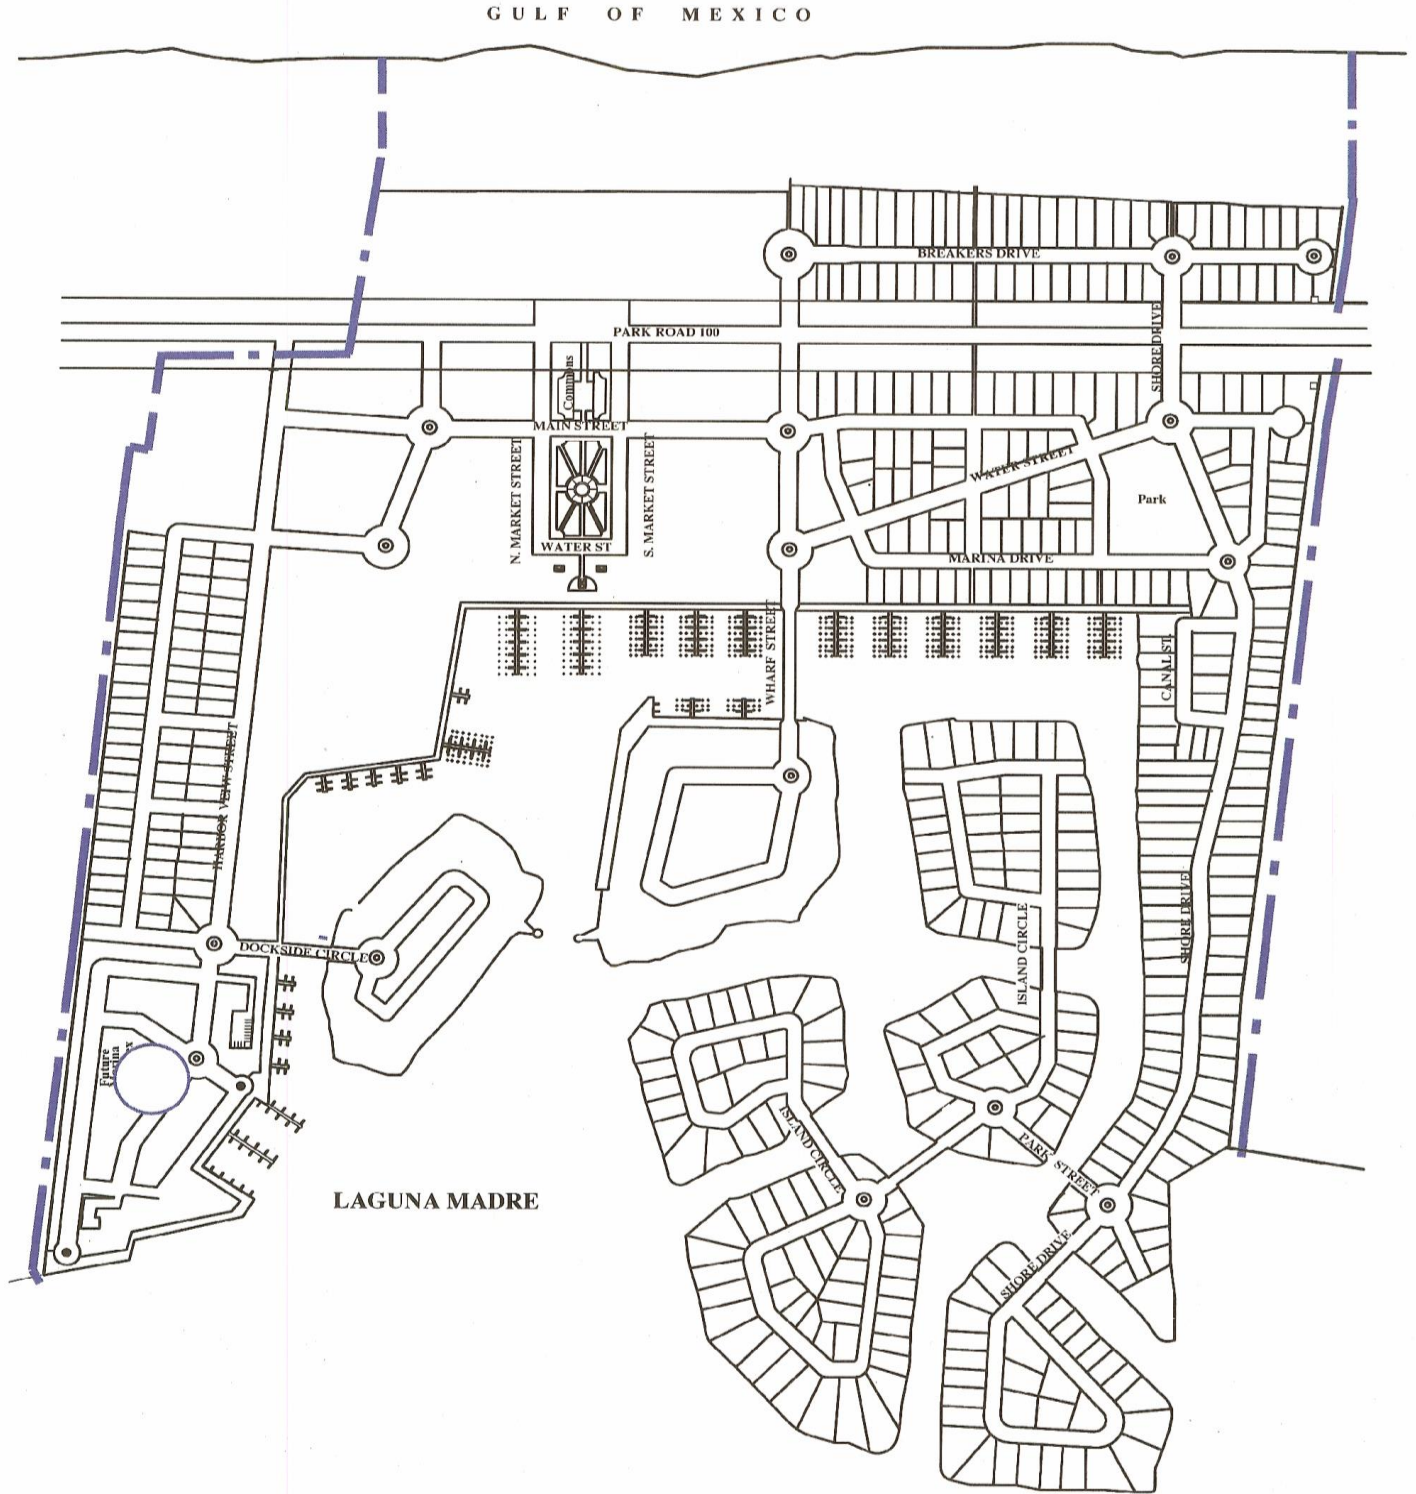 GULF OF MEXICO
BREAKERS DRIVE
PARK ROAD 100
SHORE DRIVE
Commons
MAIN STREET
N. MARKET STREET
S. MARKET STREET
WATER STREET
Park
WATER ST
MARINA DRIVE
WHARF STREET
CANAL ST.
HARBOR VEIW STREET
SHORE DRIVE
ISLAND CIRCLE
DOCKSIDE CIRCLE
Future
ISLAND CIRCLE
PARK STREET
LAGUNA MADRE
SHORE DRIVE